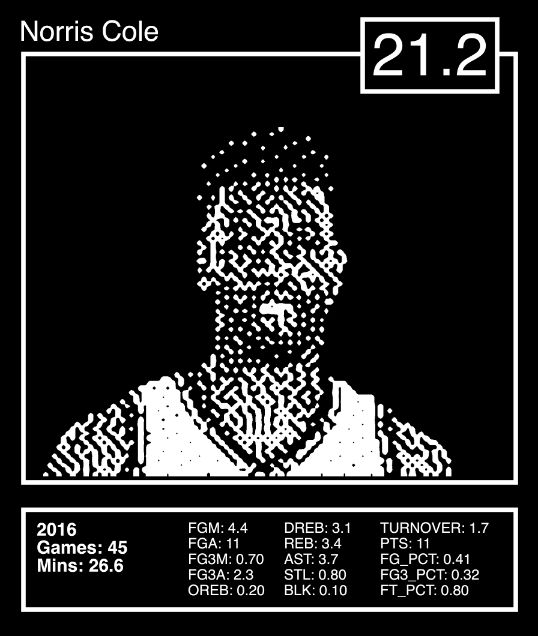 Norris Cole
21.2
2016
Games: 45
Mins: 26.6
FGM: 4.4
FGA: 11
FG3M: 0.70
FG3A: 2.3
OREB: 0.20
DREB: 3.1
REB: 3.4
AST: 3.7
STL: 0.80
BLK: 0.10
TURNOVER: 1.7
PTS: 11
FG_PCT: 0.41
FG3_PCT: 0.32
FT_PCT: 0.80